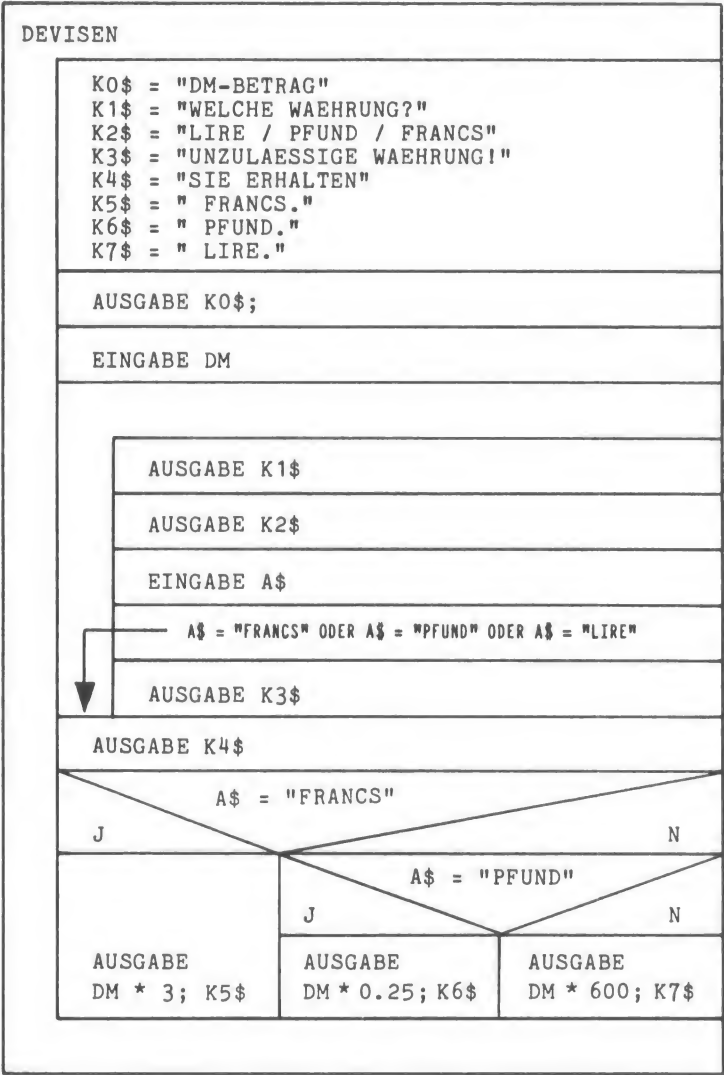 DEVISEN
K0$ = "DM-BETRAG"
K1$ = "WELCHE WAEHRUNG?"
K2$ = "LIRE / PFUND / FRANCS"
K3$ = "UNZULAESSIGE WAEHRUNG!"
K4$ = "SIE ERHALTEN"
K5$ = " FRANCS."
K6$ = " PFUND."
K7$ = " LIRE."
AUSGABE K0$;
EINGABE DM
AUSGABE K1$
AUSGABE K2$
EINGABE A$
A$ = "FRANCS" ODER A$ = "PFUND" ODER A$ = "LIRE"
AUSGABE K3$
AUSGABE K4$
A$ = "FRANCS"
J N
A$ = "PFUND"
J N
AUSGABE
DM * 3; K5$
AUSGABE
DM * 0.25; K6$
AUSGABE
DM * 600; K7$